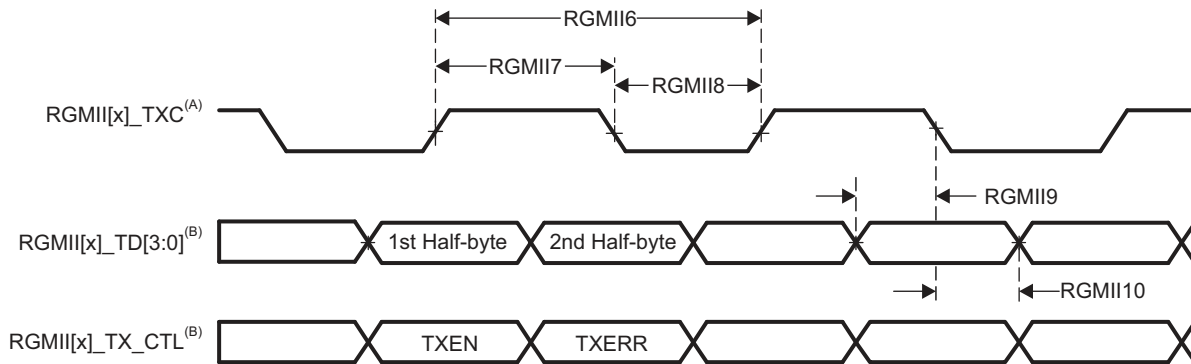 RGMII6
RGMII7
RGMII8
RGMII[x]_TXC(A)
RGMII9
RGMII[x]_TD[3:0](B)
1st Half-byte
2nd Half-byte
RGMII10
RGMII[x]_TX_CTL(B)
TXEN
TXERR